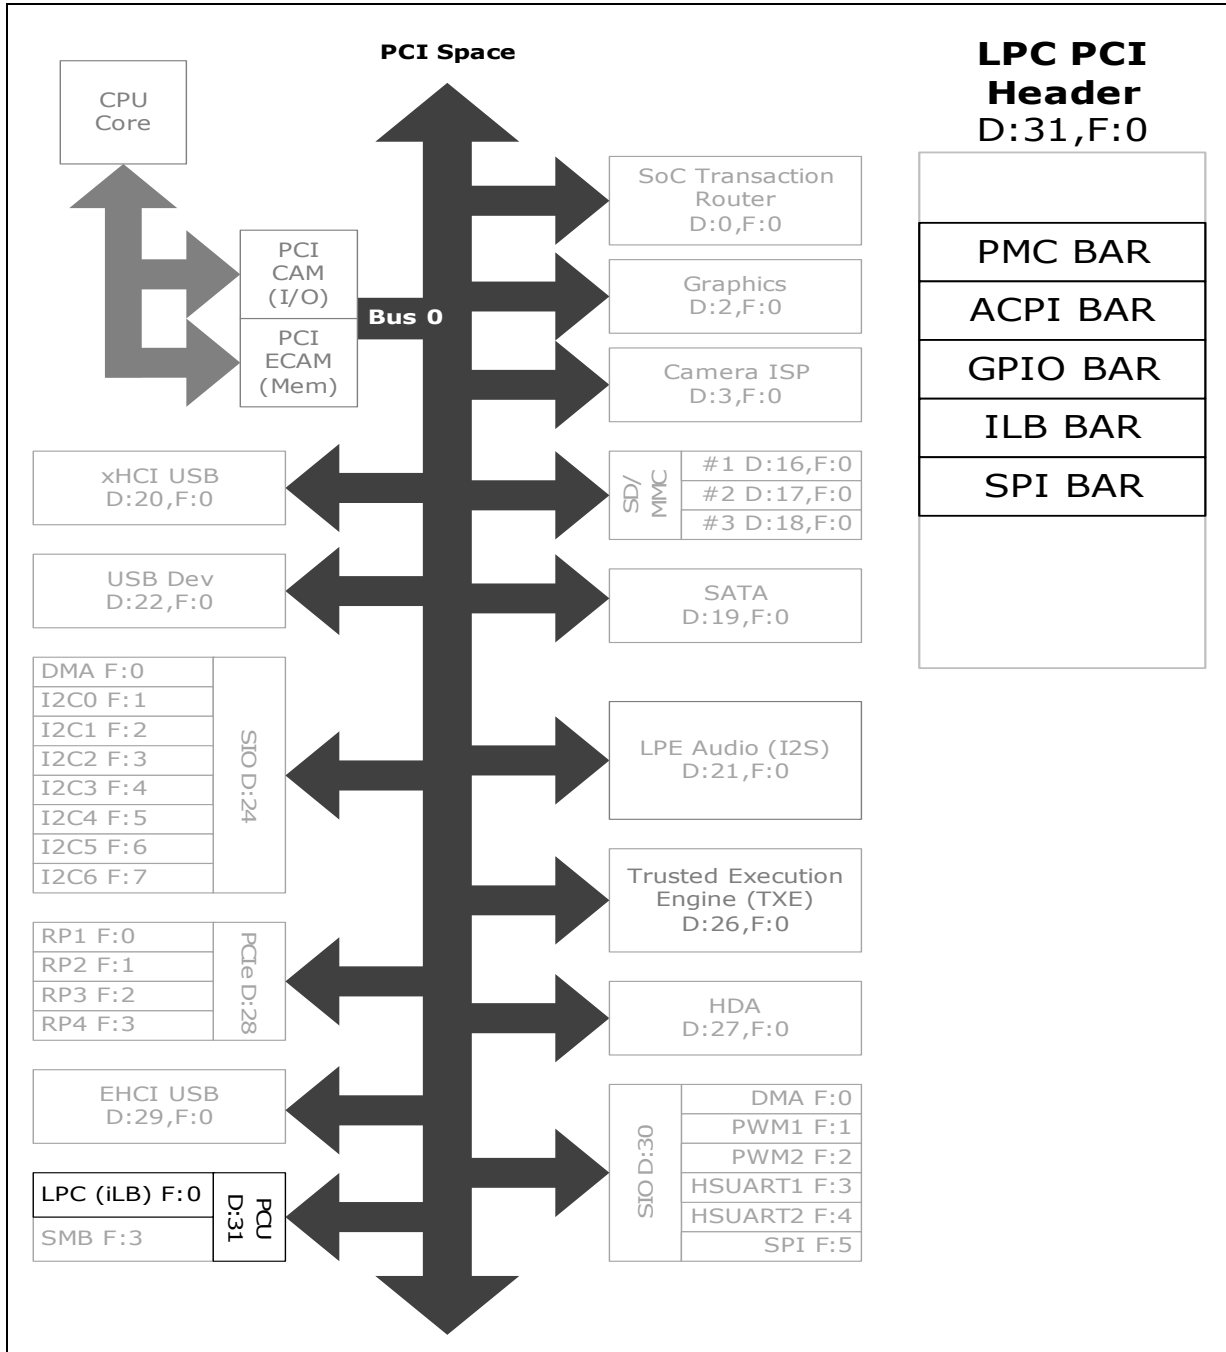 PCI Space
LPC PCI
Header
D:31,F:0
PMC BAR
ACPI BAR
GPIO BAR
ILB BAR
SPI BAR
CPU
Core
PCI
CAM
(I/O)
PCI
ECAM
(Mem)
Bus 0
SoC Transaction
Router
D:0,F:0
Graphics
D:2,F:0
Camera ISP
D:3,F:0
SD/
MMC
#1 D:16,F:0
#2 D:17,F:0
#3 D:18,F:0
SATA
D:19,F:0
LPE Audio (I2S)
D:21,F:0
Trusted Execution
Engine (TXE)
D:26,F:0
HDA
D:27,F:0
SIO D:30
DMA F:0
PWM1 F:1
PWM2 F:2
HSUART1 F:3
HSUART2 F:4
SPI F:5
xHCI USB
D:20,F:0
USB Dev
D:22,F:0
DMA F:0
I2C0 F:1
I2C1 F:2
I2C2 F:3
I2C3 F:4
I2C4 F:5
I2C5 F:6
I2C6 F:7
SIO D:24
RP1 F:0
RP2 F:1
RP3 F:2
RP4 F:3
PCIe D:28
EHCI USB
D:29,F:0
LPC (iLB) F:0
SMB F:3
PCU
D:31